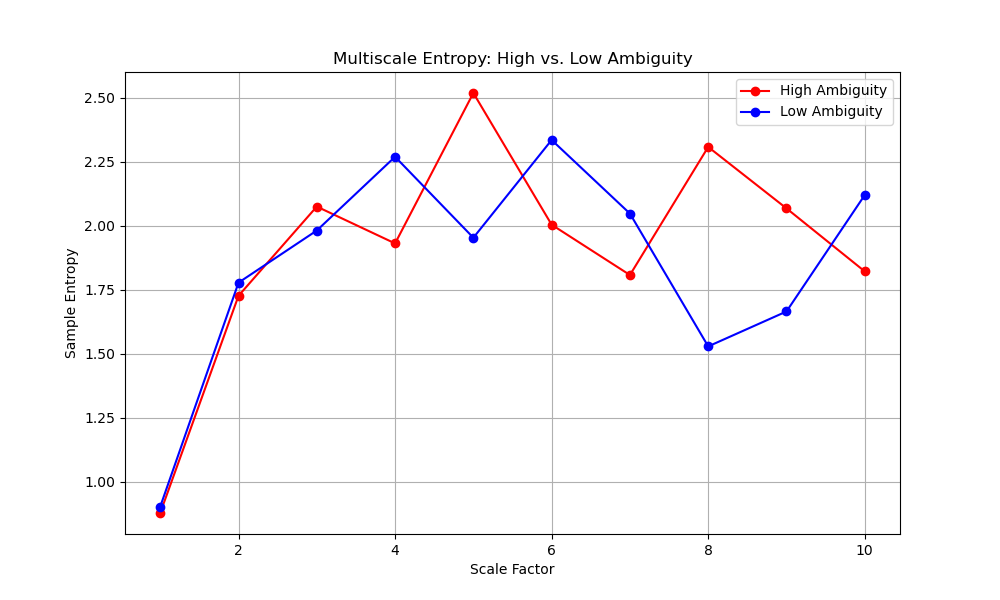 Multiscale Entropy: High vs. Low Ambiguity
High Ambiguity
Low Ambiguity
2.50
2.25
2.00
1.75
1.50
1.25
1.00
Sample Entropy
2 4 6 8 10
Scale Factor